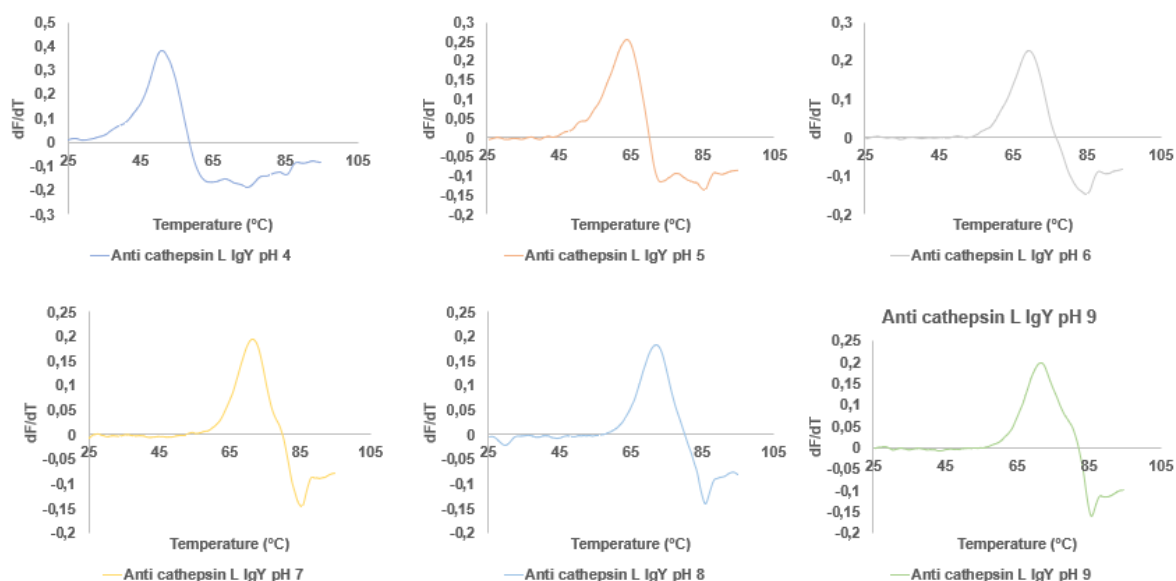 0,5
0,4
0,3
0,2
0,1
0
-0,1
-0,2
-0,3
dF/dT
25 45 65 85 105
Temperature (ºC)
Anti cathepsin L IgY pH 4
0,3
0,25
0,2
0,15
0,1
0,05
0
-0,05
-0,1
-0,15
-0,2
dF/dT
25 45 65 85 105
Temperature (ºC)
Anti cathepsin L IgY pH 5
0,3
0,2
0,1
0
-0,1
-0,2
dF/dT
25 45 65 85 105
Temperature (ºC)
Anti cathepsin L IgY pH 6
0,25
0,2
0,15
0,1
0,05
0
-0,05
-0,1
-0,15
-0,2
dF/dT
25 45 65 85 105
Temperature (ºC)
Anti cathepsin L IgY pH 7
0,25
0,2
0,15
0,1
0,05
0
-0,05
-0,1
-0,15
-0,2
dF/dT
25 45 65 85 105
Temperature (ºC)
Anti cathepsin L IgY pH 8
Anti cathepsin L IgY pH 9
0,25
0,2
0,15
0,1
0,05
0
-0,05
-0,1
-0,15
-0,2
dF/dT
25 45 65 85 105
Temperature (ºC)
Anti cathepsin L IgY pH 9